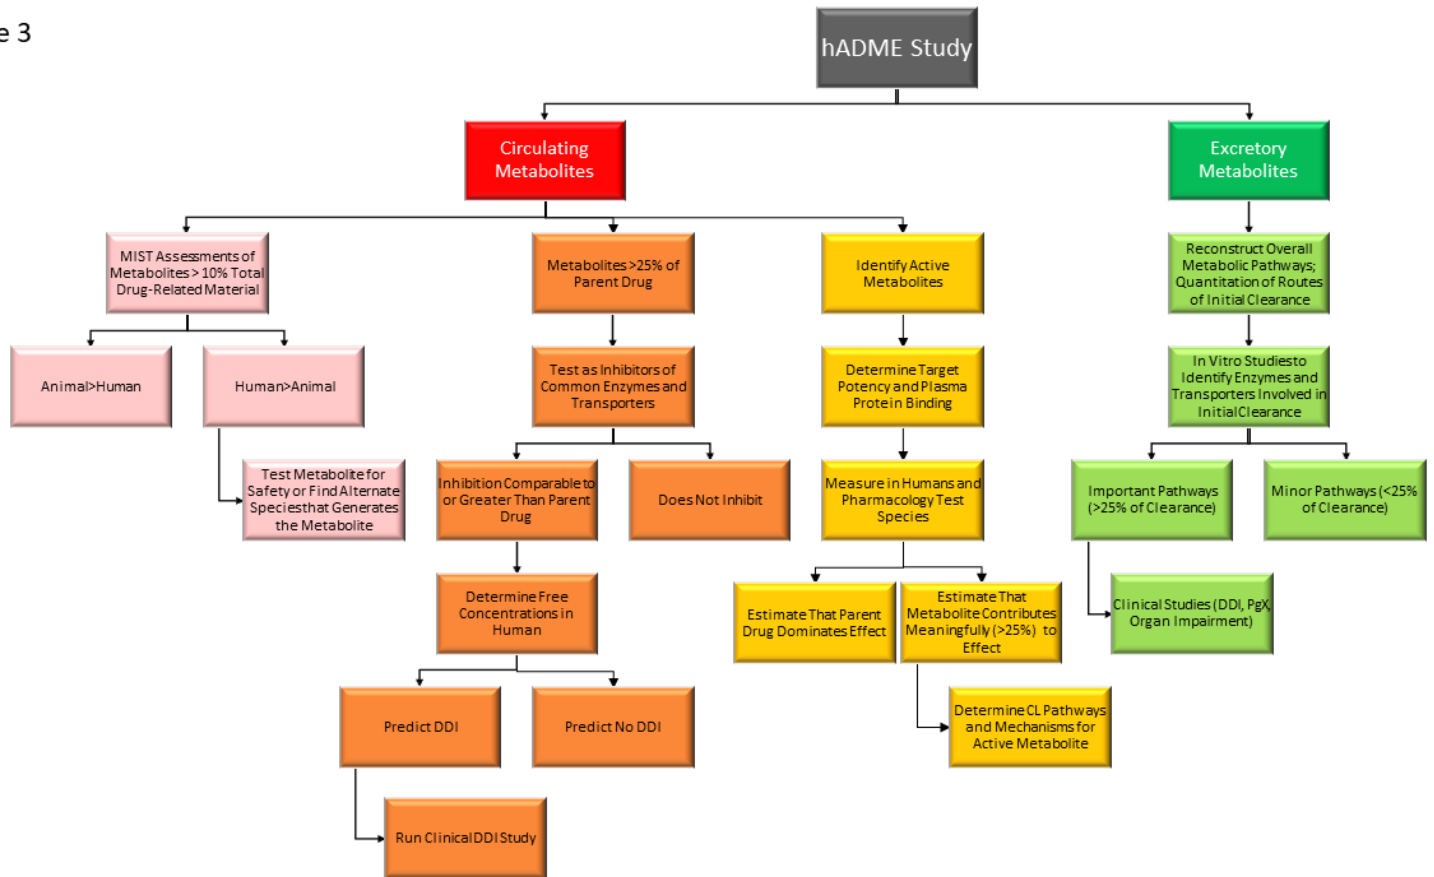 e 3
hADME Study
Circulating
Metabolites
Excretory
Metabolites
MIST Assessments of
Metabolites > 10% Total
Drug-Related Material
Metabolites >25% of
Parent Drug
Identify Active
Metabolites
Reconstruct Overall
Metabolic Pathways;
Quantitation of Routes
of Initial Clearance
Animal>Human
Human>Animal
Test as Inhibitors of
Common Enzymes and
Transporters
Determine Target
Potency and Plasma
Protein Binding
In Vitro Studies to
Identify Enzymes and
Transporters Involved in
Initial Clearance
Test Metabolite for
Safety or Find Alternate
Species that Generates
the Metabolite
Inhibition Comparable to
or Greater Than Parent
Drug
Does Not Inhibit
Measure in Humans and
Pharmacology Test
Species
Important Pathways
(>25% of Clearance)
Minor Pathways (<25%
of Clearance)
Determine Free
Concentrations in
Human
Estimate That Parent
Drug Dominates Effect
Estimate That
Metabolite Contributes
Meaningfully (>25%) to
Effect
Clinical Studies (DDI, PgX,
Organ Impairment)
Predict DDI
Predict No DDI
Determine CL Pathways
and Mechanisms for
Active Metabolite
Run Clinical DDI Study